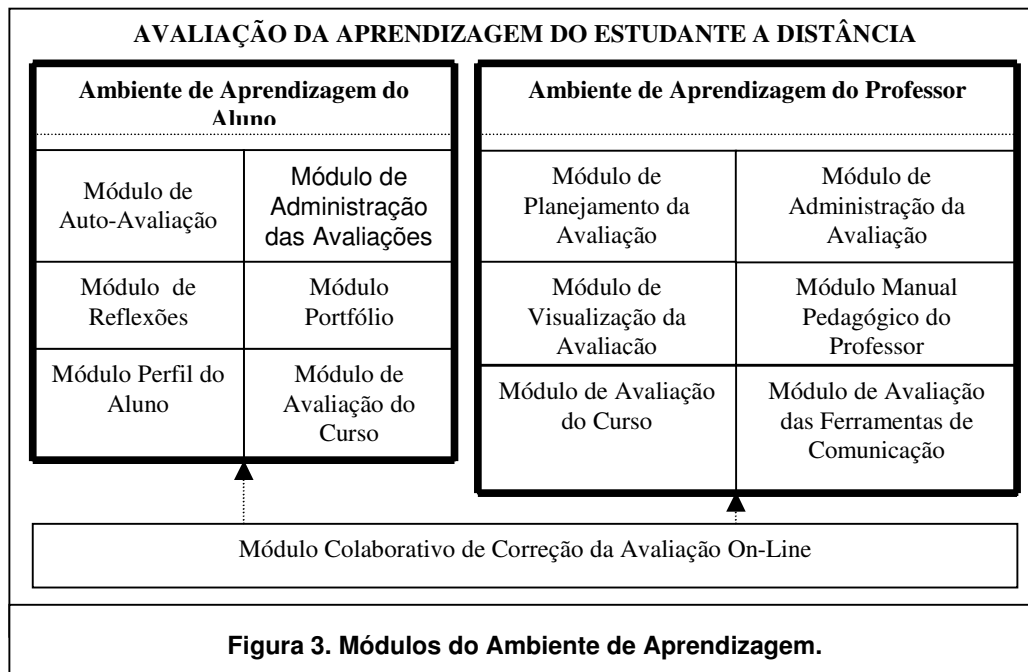 AVALIAÇÃO DA APRENDIZAGEM DO ESTUDANTE A DISTÂNCIA
Ambiente de Aprendizagem do
Aluno
Módulo de
Auto-Avaliação
Módulo de
Administração
das Avaliações
Módulo de
Reflexões
Módulo
Portfólio
Módulo Perfil do
Aluno
Módulo de
Avaliação do
Curso
Ambiente de Aprendizagem do Professor
Módulo de
Planejamento da
Avaliação
Módulo de
Administração da
Avaliação
Módulo de
Visualização da
Avaliação
Módulo Manual
Pedagógico do
Professor
Módulo de Avaliação
do Curso
Módulo de Avaliação
das Ferramentas de
Comunicação
Módulo Colaborativo de Correção da Avaliação On-Line
Figura 3. Módulos do Ambiente de Aprendizagem.